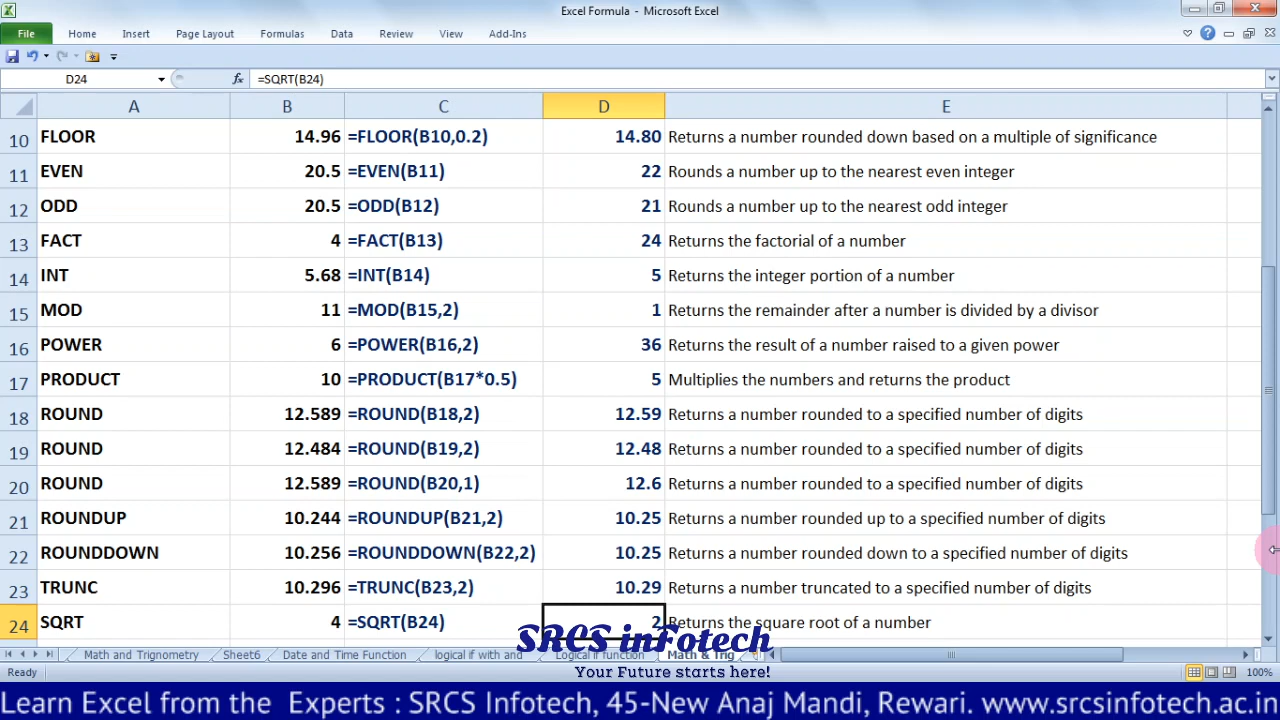 Excel Formula - Microsoft Excel
File Home Insert Page Layout Formulas Data Review View Add-Ins
D24 fx =SQRT(B24)
A B C D E
10 FLOOR 14.96 =FLOOR(B10,0.2) 14.80 Returns a number rounded down based on a multiple of significance
11 EVEN 20.5 =EVEN(B11) 22 Rounds a number up to the nearest even integer
12 ODD 20.5 =ODD(B12) 21 Rounds a number up to the nearest odd integer
13 FACT 4 =FACT(B13) 24 Returns the factorial of a number
14 INT 5.68 =INT(B14) 5 Returns the integer portion of a number
15 MOD 11 =MOD(B15,2) 1 Returns the remainder after a number is divided by a divisor
16 POWER 6 =POWER(B16,2) 36 Returns the result of a number raised to a given power
17 PRODUCT 10 =PRODUCT(B17*0.5) 5 Multiplies the numbers and returns the product
18 ROUND 12.589 =ROUND(B18,2) 12.59 Returns a number rounded to a specified number of digits
19 ROUND 12.484 =ROUND(B19,2) 12.48 Returns a number rounded to a specified number of digits
20 ROUND 12.589 =ROUND(B20,1) 12.6 Returns a number rounded to a specified number of digits
21 ROUNDUP 10.244 =ROUNDUP(B21,2) 10.25 Returns a number rounded up to a specified number of digits
22 ROUNDDOWN 10.256 =ROUNDDOWN(B22,2) 10.25 Returns a number rounded down to a specified number of digits
23 TRUNC 10.296 =TRUNC(B23,2) 10.29 Returns a number truncated to a specified number of digits
24 SQRT 4 =SQRT(B24) 2 Returns the square root of a number
SRCS inFotech
Math and Trignometry Sheet6 Date and Time Function logical if with and Logical if function Math & Trig
Ready Your Future starts here! 100%
Learn Excel from the Experts : SRCS Infotech, 45-New Anaj Mandi, Rewari. www.srcsinfotech.ac.in